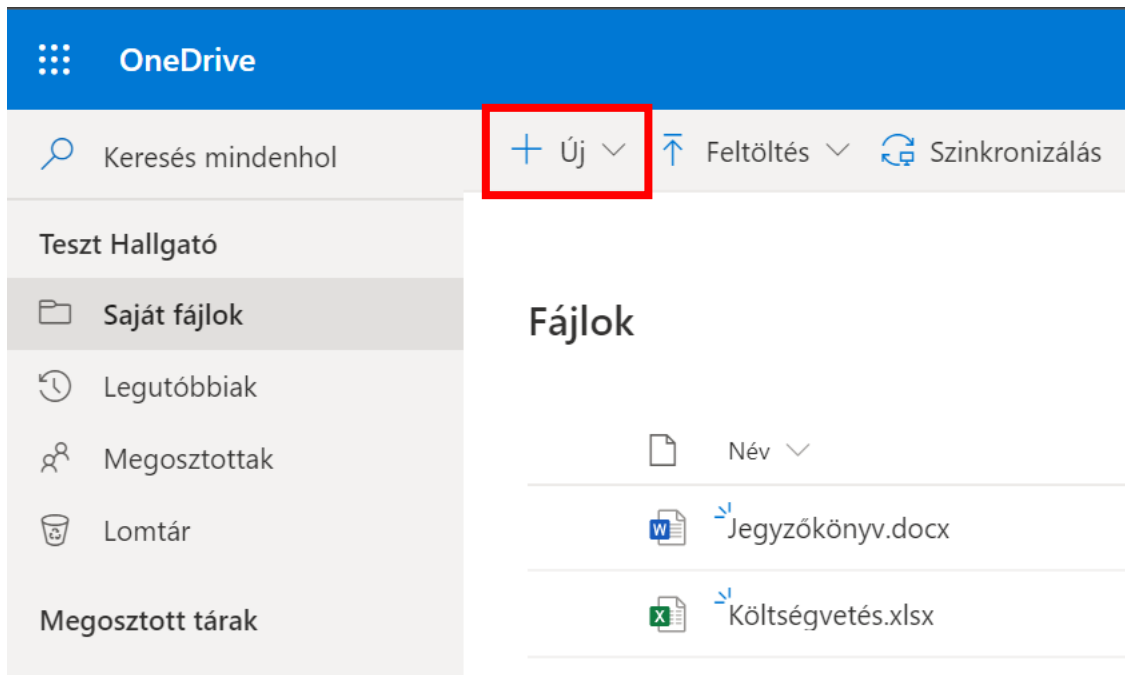 OneDrive
Keresés mindenhol
Új
Feltöltés
Szinkronizálás
Teszt Hallgató
Saját fájlok
Legutóbbiak
Megosztottak
Lomtár
Megosztott tárak
Fájlok
Név
W Jegyzőkönyv.docx
X Költségvetés.xlsx